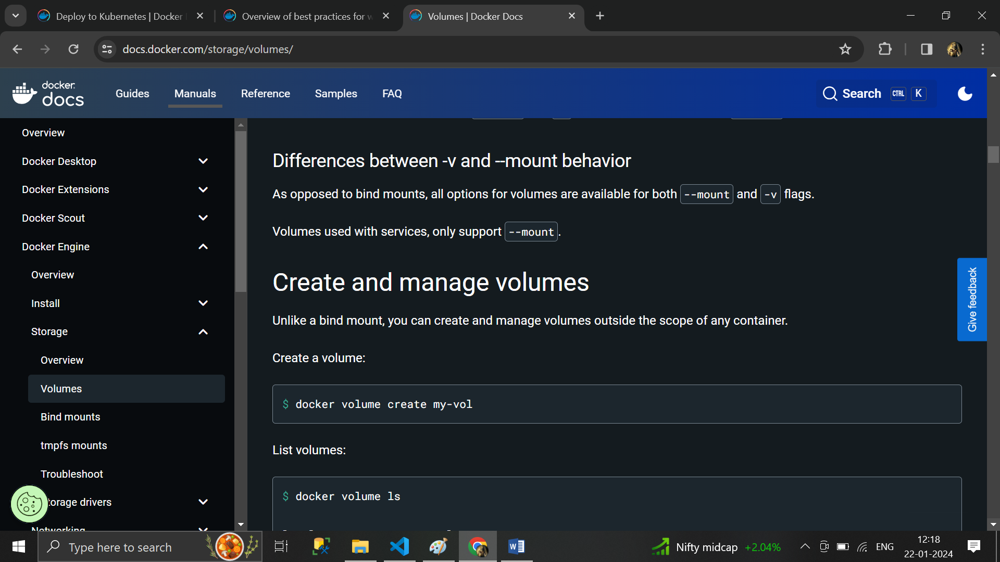 Deploy to Kubernetes | Docker
Overview of best practices for w
Volumes | Docker Docs
docs.docker.com/storage/volumes/
docker
docs
Guides
Manuals
Reference
Samples
FAQ
Search CTRL K
Overview
Docker Desktop
Docker Extensions
Docker Scout
Docker Engine
Overview
Install
Storage
Overview
Volumes
Bind mounts
tmpfs mounts
Troubleshoot
torage drivers
Networking
Differences between -v and --mount behavior
As opposed to bind mounts, all options for volumes are available for both --mount and -v flags.
Volumes used with services, only support --mount.
Create and manage volumes
Unlike a bind mount, you can create and manage volumes outside the scope of any container.
Create a volume:
$ docker volume create my-vol
List volumes:
$ docker volume ls
Give feedback
Type here to search
Nifty midcap +2.04%
ENG
12:18
22-01-2024